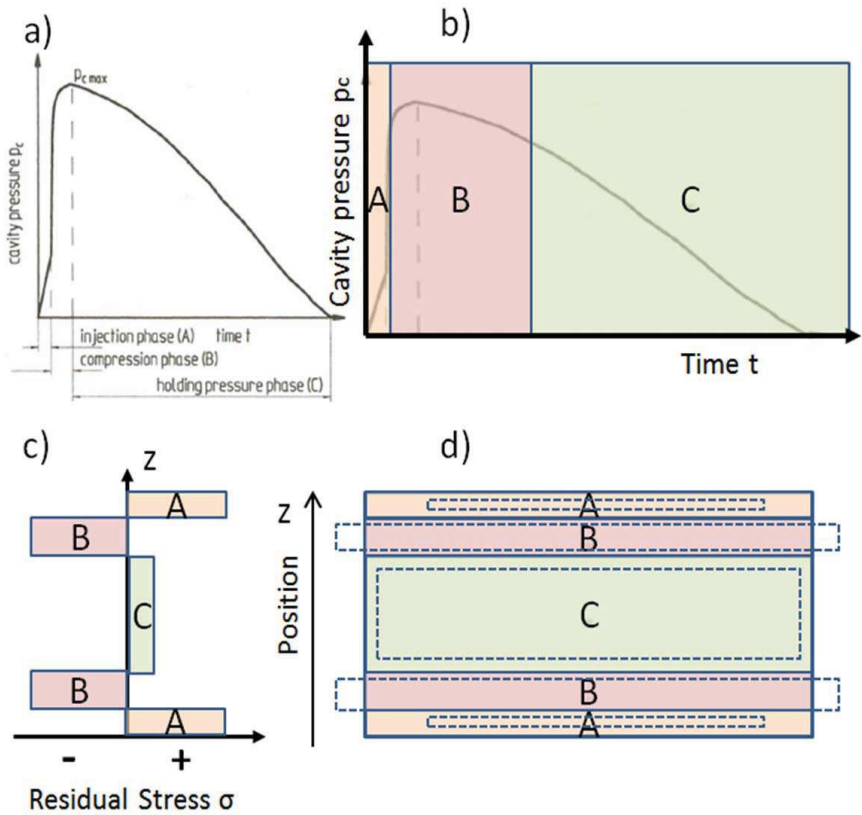 a)
p c max
cavity pressure pc
injection phase (A) time t
compression phase (B)
holding pressure phase (C)
b)
Cavity pressure pc
A
B
C
Time t
c)
z
A
B
C
B
A
- +
Residual Stress σ
d)
z
Position
A
B
C
B
A